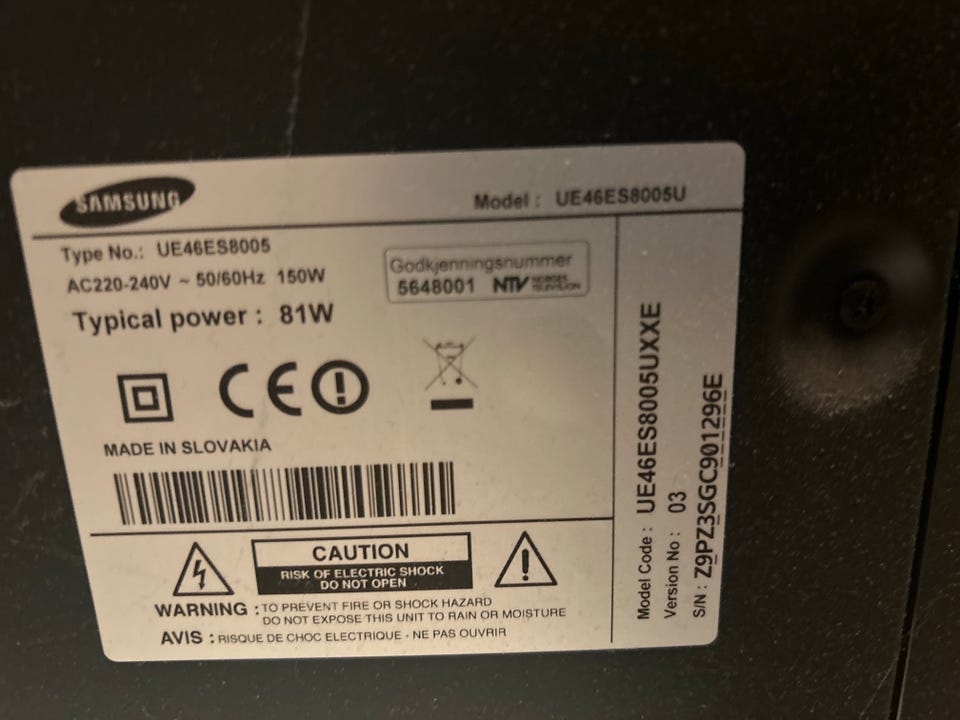 SAMSUNG
Model : UE46ES8005U
Type No.: UE46ES8005
AC220-240V ~ 50/60Hz 150W
Typical power : 81W
Godkjenningsnummer
5648001 NTV NORGES TELEVISION
CE
MADE IN SLOVAKIA
CAUTION
RISK OF ELECTRIC SHOCK
DO NOT OPEN
WARNING : TO PREVENT FIRE OR SHOCK HAZARD
DO NOT EXPOSE THIS UNIT TO RAIN OR MOISTURE
AVIS : RISQUE DE CHOC ELECTRIQUE - NE PAS OUVRIR
Model Code : UE46ES8005UXXE
Version No : 03
S/N : Z9PZ3SGC901296E